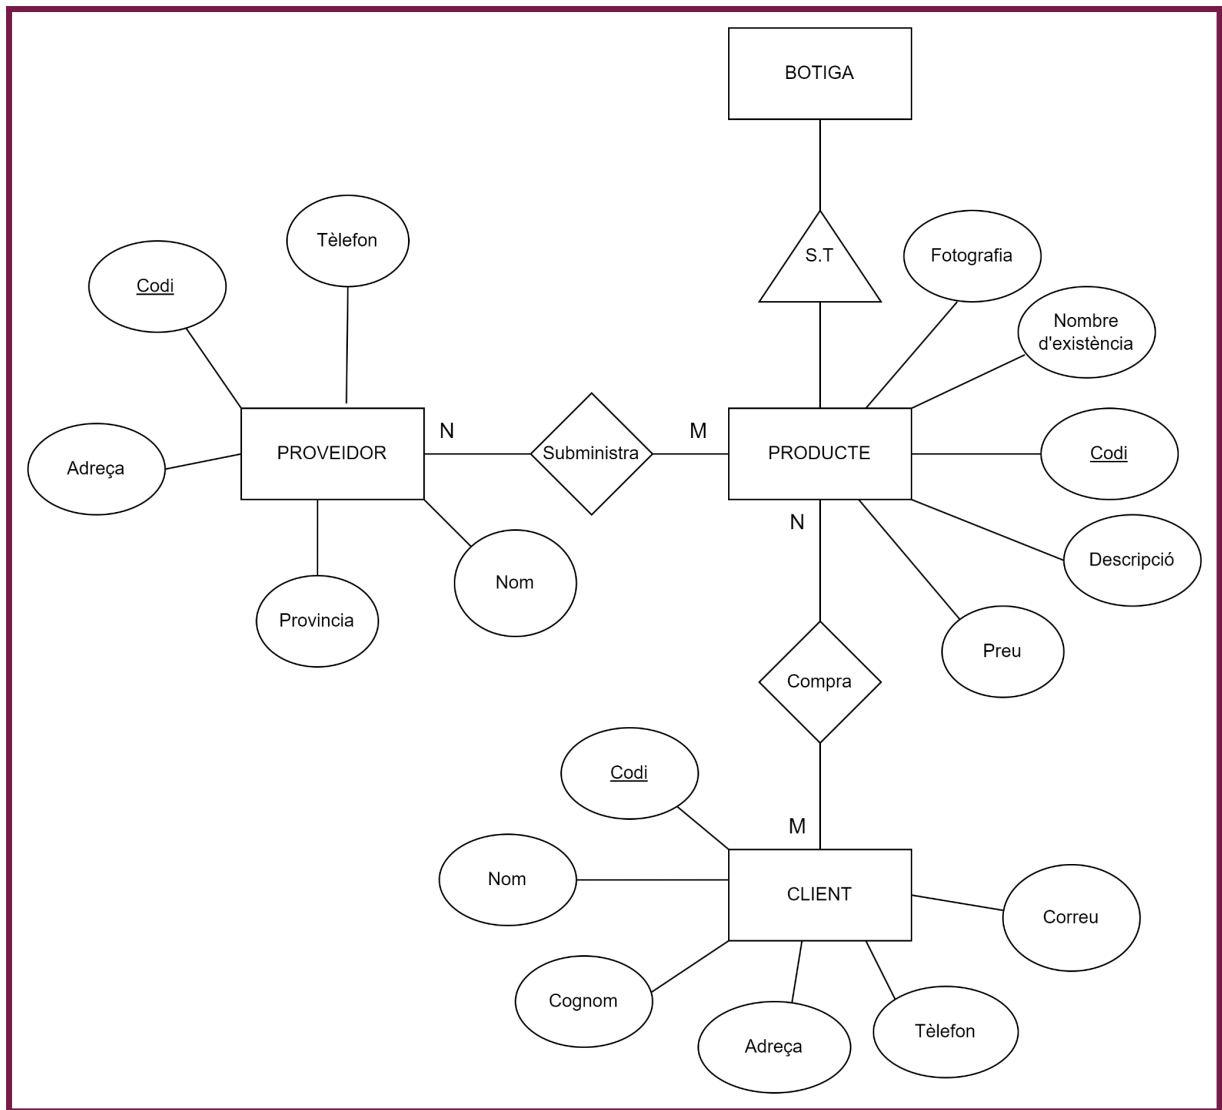 BOTIGA
S.T
Fotografia
Nombre
d'existència
Codi
Descripció
Preu
PRODUCTE
M
Subministra
N
PROVEIDOR
Tèlefon
Codi
Adreça
Provincia
Nom
N
Compra
M
CLIENT
Codi
Nom
Cognom
Adreça
Tèlefon
Correu